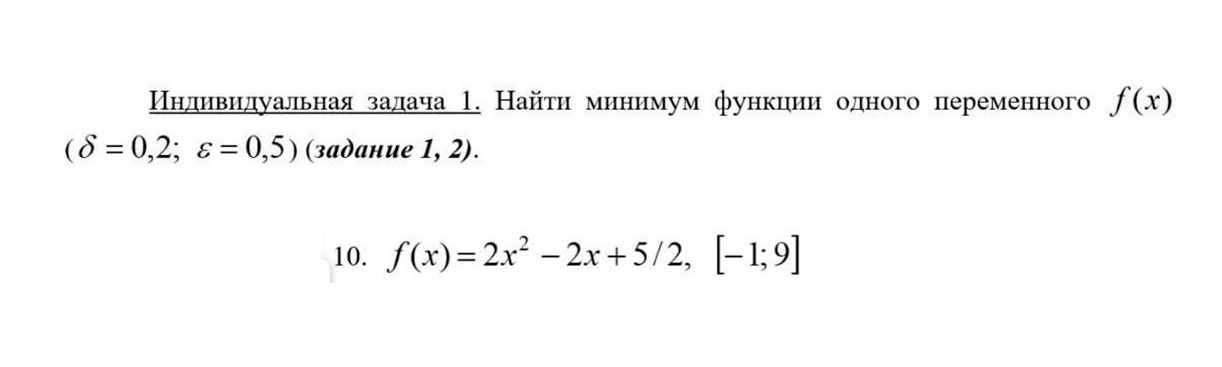 Индивидуальная задача 1. Найти минимум функции одного переменного f(x)
(δ = 0,2; ε = 0,5) (задание 1, 2).
10. f(x) = 2x² − 2x + 5/2, [−1; 9]